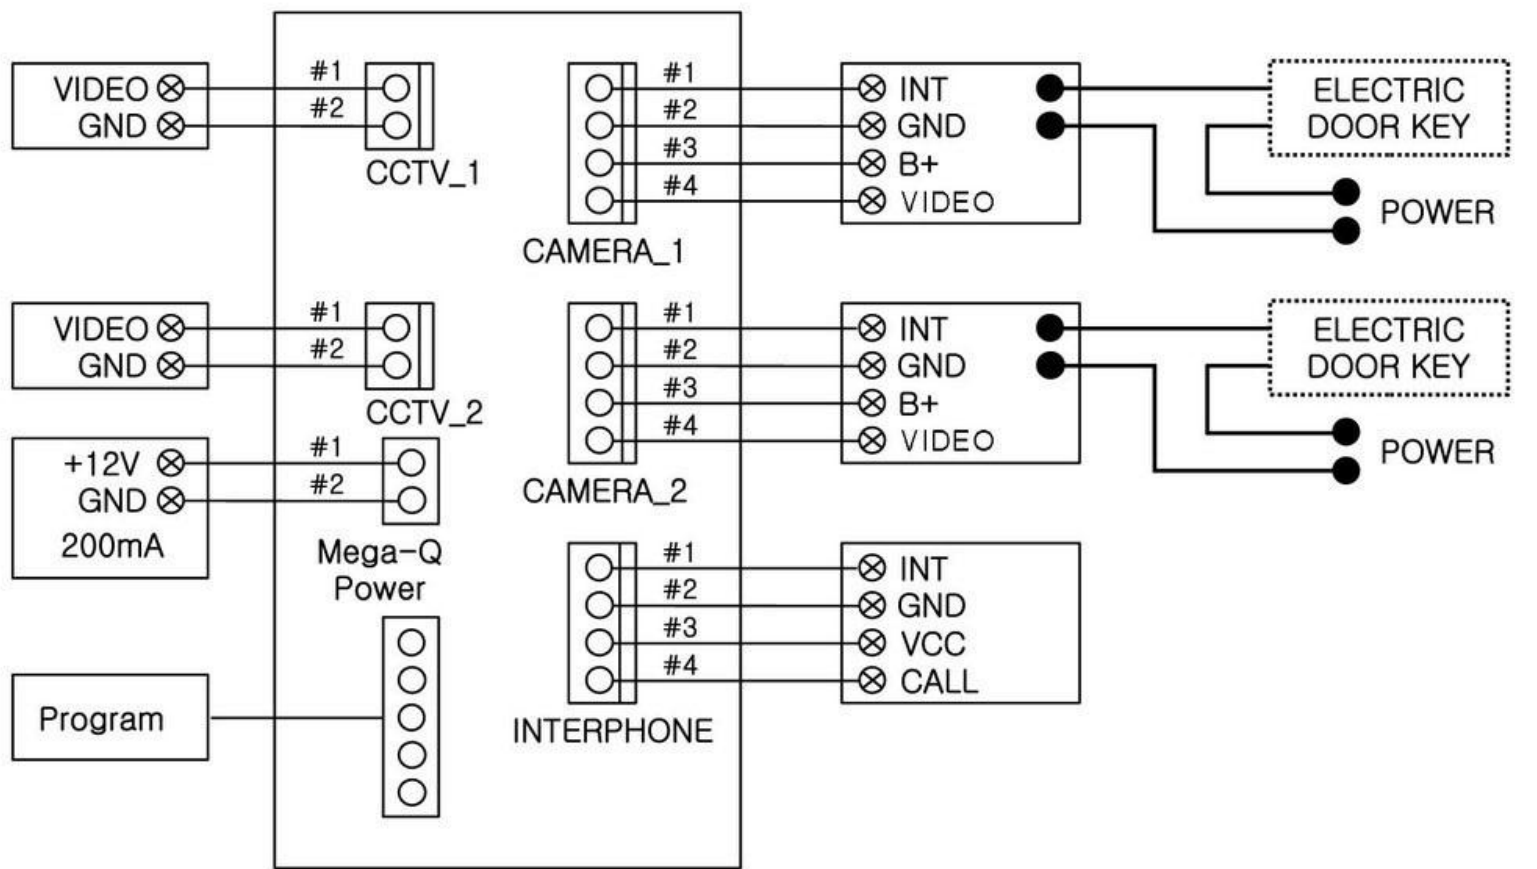 VIDEO
GND
#1
#2
CCTV_1
VIDEO
GND
#1
#2
CCTV_2
+12V
GND
200mA
#1
#2
Mega-Q
Power
Program
#1
#2
#3
#4
CAMERA_1
INT
GND
B+
VIDEO
ELECTRIC
DOOR KEY
POWER
#1
#2
#3
#4
CAMERA_2
INT
GND
B+
VIDEO
ELECTRIC
DOOR KEY
POWER
#1
#2
#3
#4
INTERPHONE
INT
GND
VCC
CALL